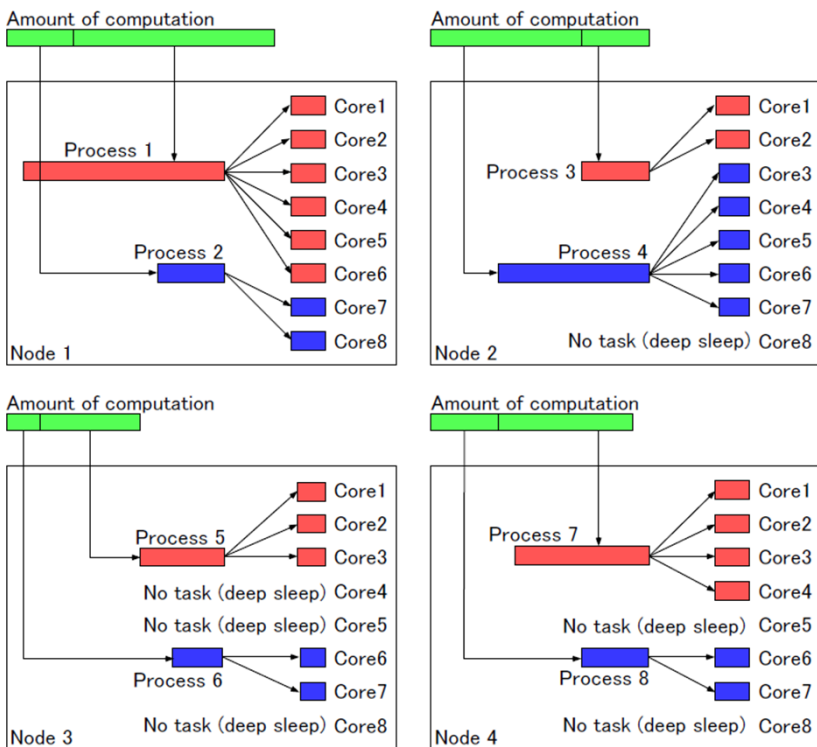 Amount of computation
Core1
Core2
Process 1
Core3
Core4
Core5
Process 2
Core6
Core7
Core8
Node 1
Amount of computation
Core1
Core2
Process 3
Core3
Core4
Process 4
Core5
Core6
Core7
No task (deep sleep) Core8
Node 2
Amount of computation
Core1
Core2
Process 5
Core3
No task (deep sleep) Core4
No task (deep sleep) Core5
Core6
Process 6
Core7
No task (deep sleep) Core8
Node 3
Amount of computation
Core1
Core2
Process 7
Core3
Core4
No task (deep sleep) Core5
Core6
Process 8
Core7
No task (deep sleep) Core8
Node 4